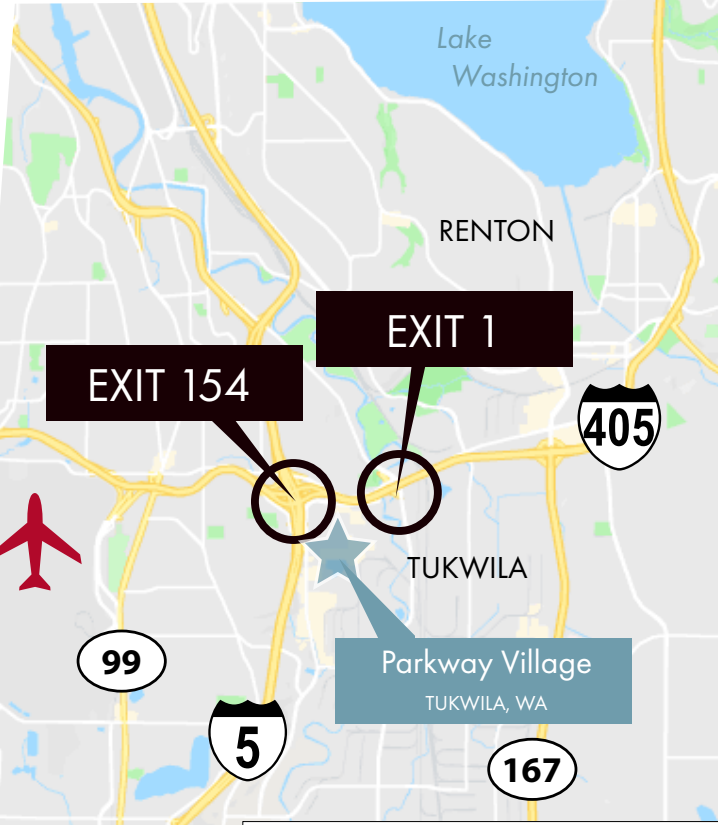 Lake
Washington
RENTON
EXIT 1
EXIT 154
405
TUKWILA
99
Parkway Village
TUKWILA, WA
5
167